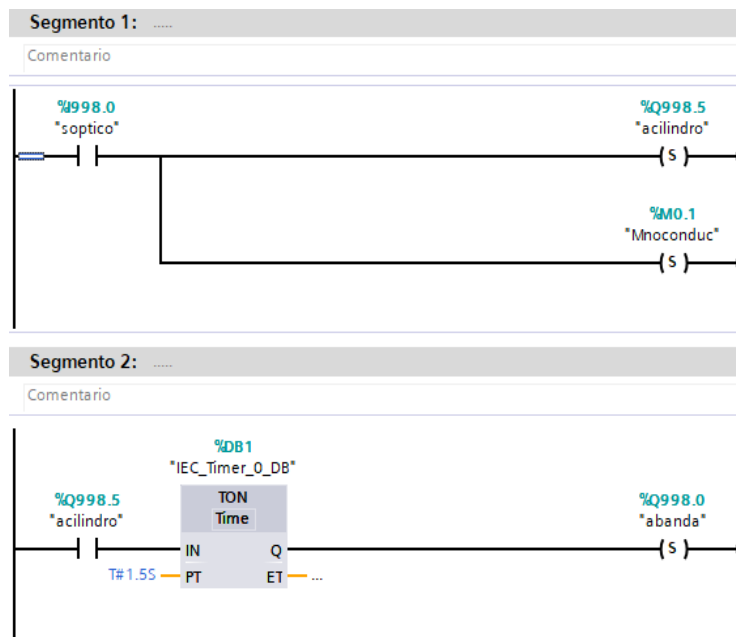 Segmento 1: .....
Comentario
%I998.0
"soptico"
%Q998.5
"acilindro"
S
%M0.1
"Mnoconduc"
S
Segmento 2: .....
Comentario
%DB1
"IEC_Timer_0_DB"
%Q998.5
"acilindro"
TON
Time
IN
Q
T#1.5S
PT
ET
...
%Q998.0
"abanda"
S